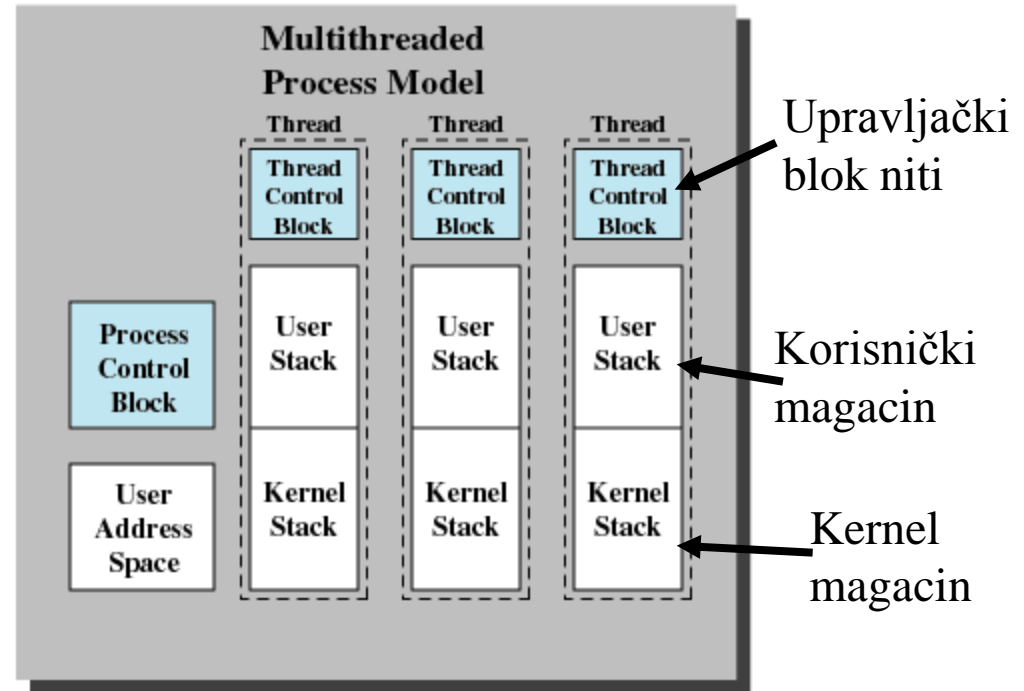 Multithreaded
Process Model
Thread
Thread
Control
Block
User
Stack
Kernel
Stack
Thread
Thread
Control
Block
User
Stack
Kernel
Stack
Thread
Thread
Control
Block
User
Stack
Kernel
Stack
Process
Control
Block
User
Address
Space
Upravljački
blok niti
Korisnički
magacin
Kernel
magacin